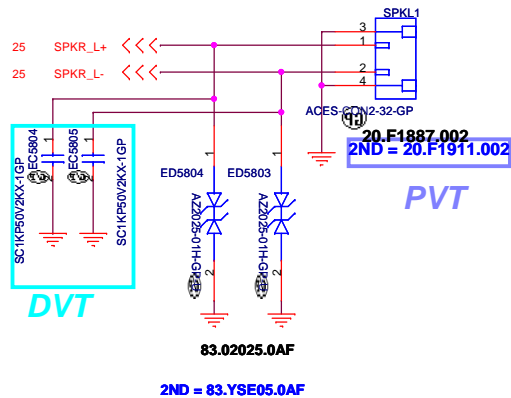 SPKL1
25 SPKR_L+
3
1
25 SPKR_L-
2
4
ACES-CON2-32-GP
GP
20.F1887.002
2ND = 20.F1911.002
PVT
EC5804
EC5805
SC1KP50V2KX-1GP
SC1KP50V2KX-1GP
DVT
1
1
ED5804
ED5803
AZ2025-01H-GP
AZ2025-01H-GP
2
2
83.02025.0AF
2ND = 83.YSE05.0AF